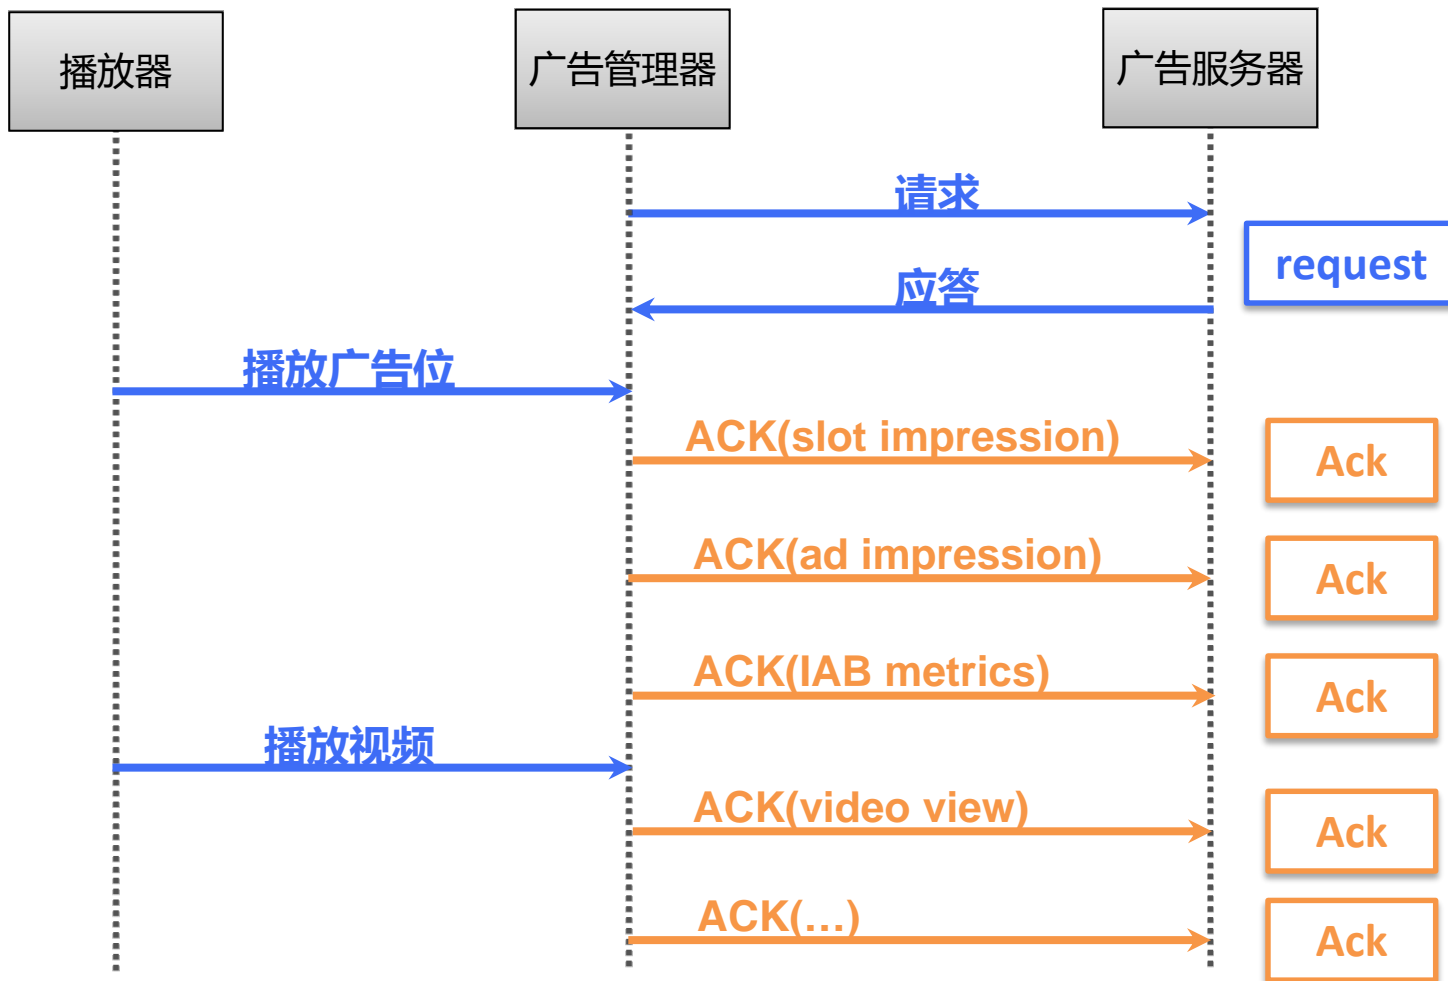 播放器
广告管理器
广告服务器
请求
request
应答
播放广告位
ACK(slot impression)
Ack
ACK(ad impression)
Ack
ACK(IAB metrics)
Ack
播放视频
ACK(video view)
Ack
ACK(...)
Ack